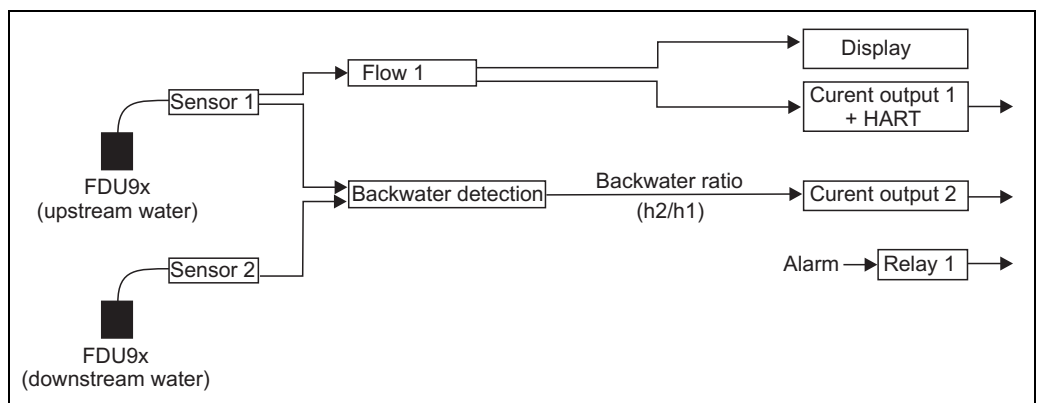 Display
Flow 1
Sensor 1
Curent output 1
+ HART
FDU9x
(upstream water)
Backwater detection
Backwater ratio
(h2/h1)
Curent output 2
Sensor 2
Alarm
Relay 1
FDU9x
(downstream water)